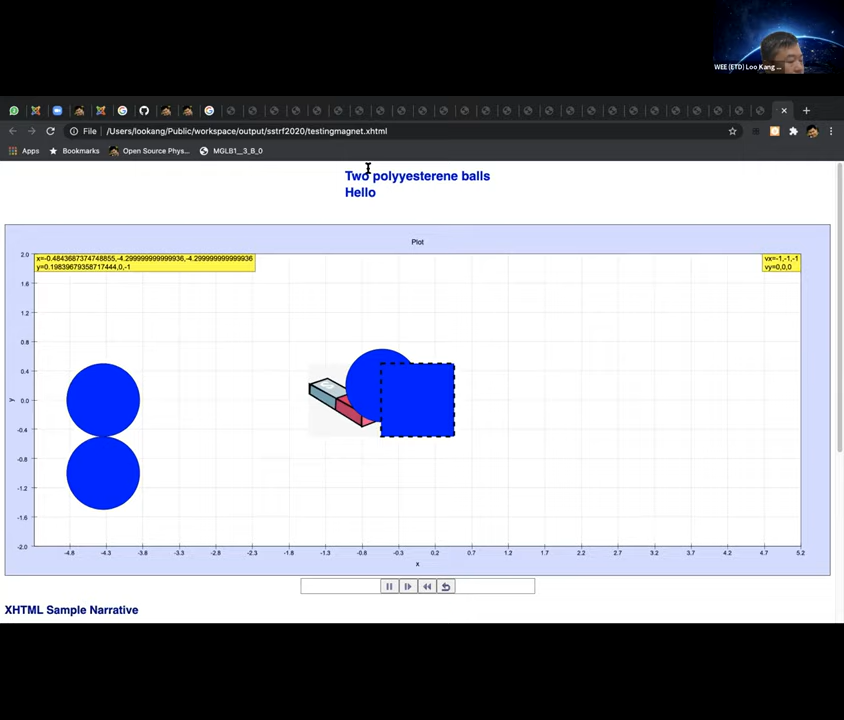 WEE (ETD) Loo Kang ...
File /Users/lookang/Public/workspace/output/sstrf2020/testingmagnet.xhtml
Apps Bookmarks Open Source Phys... MGLB1__3_B_0
Two polyyesterene balls
Hello
Plot
x=-0.4843687374748855,-4.299999999999936,-4.299999999999936
y=0.19839679358717444,0,-1
vx=-1,-1,-1
vy=0,0,0
2.0
1.6
1.2
0.8
0.4
0.0
-0.4
-0.8
-1.2
-1.6
-2.0
y
-4.8 -4.3 -3.8 -3.3 -2.8 -2.3 -1.8 -1.3 -0.8 -0.3 0.2 0.7 1.2 1.7 2.2 2.7 3.2 3.7 4.2 4.7 5.2
x
XHTML Sample Narrative